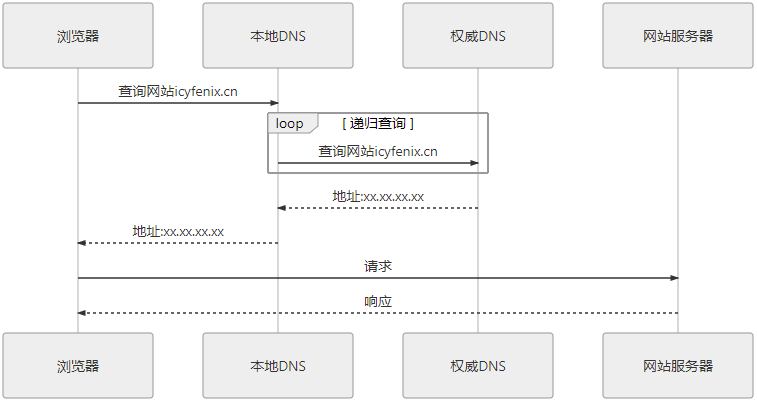 浏览器
本地DNS
权威DNS
网站服务器
查询网站icyfenix.cn
loop
[ 递归查询 ]
查询网站icyfenix.cn
地址:xx.xx.xx.xx
地址:xx.xx.xx.xx
请求
响应
浏览器
本地DNS
权威DNS
网站服务器